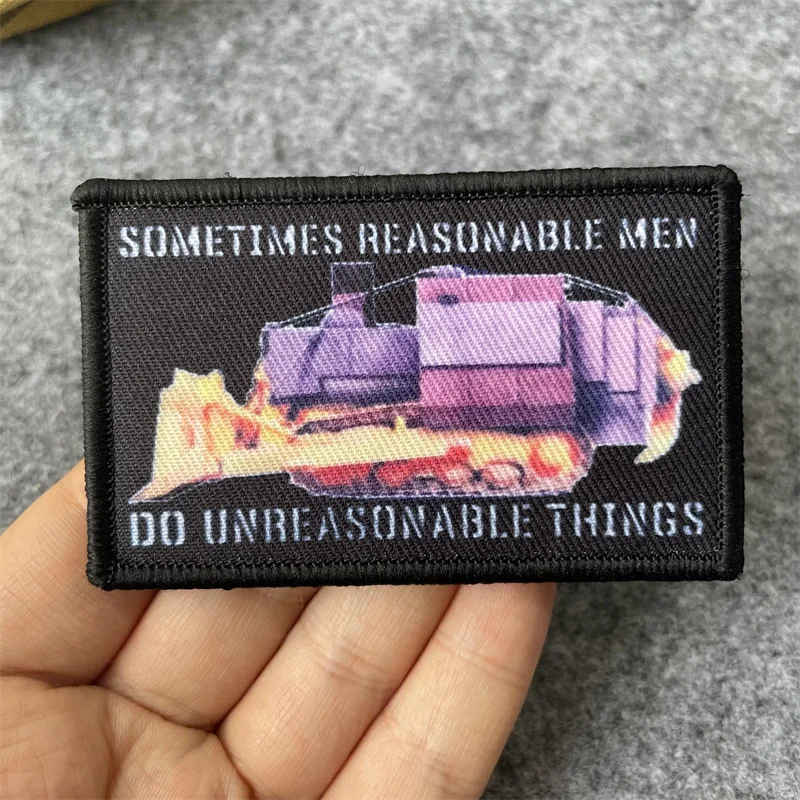 SOMETIMES REASONABLE MEN
DO UNREASONABLE THINGS